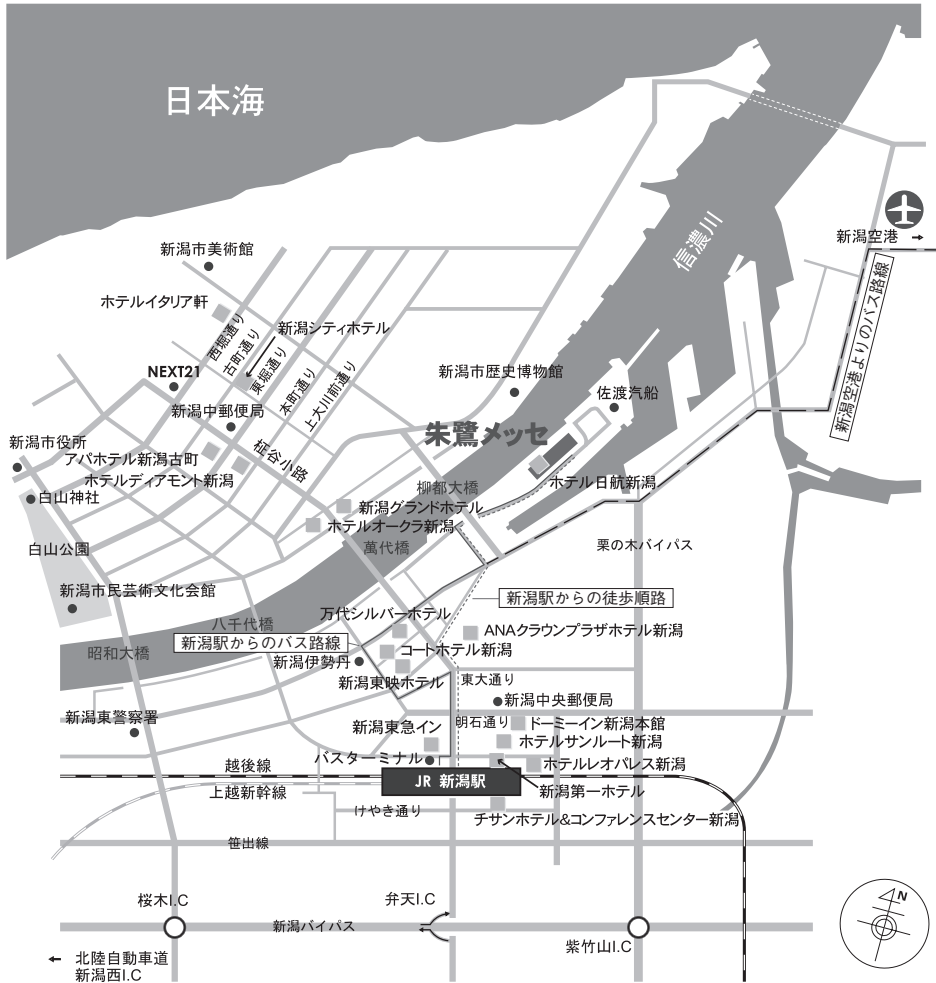 日本海
信濃川
新潟空港 →
新潟空港よりのバス路線
新潟市美術館
ホテルイタリア軒
西堀通り
古町通り
新潟シティホテル
東堀通り
本町通り
上大川前通り
NEXT21
新潟中郵便局
新潟市歴史博物館
佐渡汽船
朱鷺メッセ
新潟市役所
アパホテル新潟古町
柾谷小路
ホテルディアモント新潟
白山神社
柳都大橋
ホテル日航新潟
新潟グランドホテル
ホテルオークラ新潟
萬代橋
白山公園
栗の木バイパス
新潟市民芸術文化会館
新潟駅からの徒歩順路
万代シルバーホテル
八千代橋
ANAクラウンプラザホテル新潟
新潟駅からのバス路線
コートホテル新潟
昭和大橋
新潟伊勢丹
新潟東映ホテル
東大通り
新潟中央郵便局
新潟東警察署
新潟東急イン
明石通り
ドーミーイン新潟本館
ホテルサンルート新潟
バスターミナル
ホテルレオパレス新潟
越後線
JR 新潟駅
上越新幹線
新潟第一ホテル
けやき通り
チサンホテル&コンファレンスセンター新潟
笹出線
桜木I.C
弁天I.C
新潟バイパス
紫竹山I.C
N
← 北陸自動車道
新潟西I.C